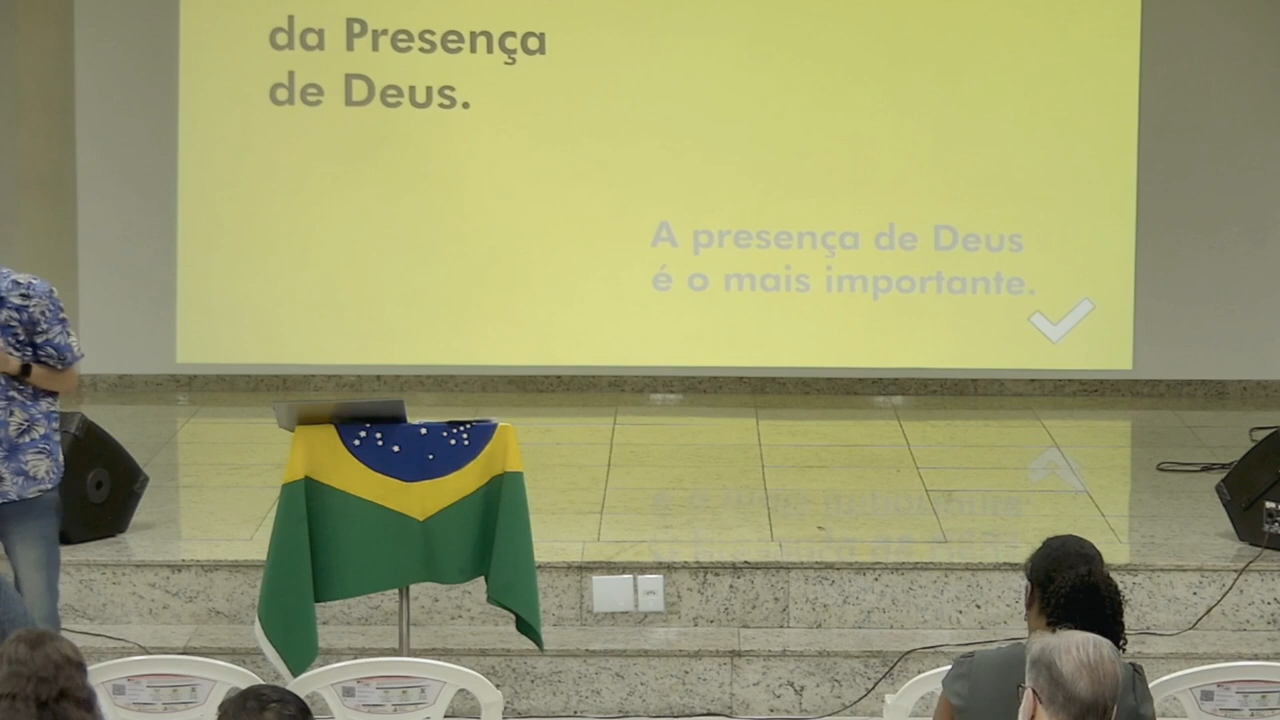 da Presença
de Deus.
A presença de Deus
é o mais importante.